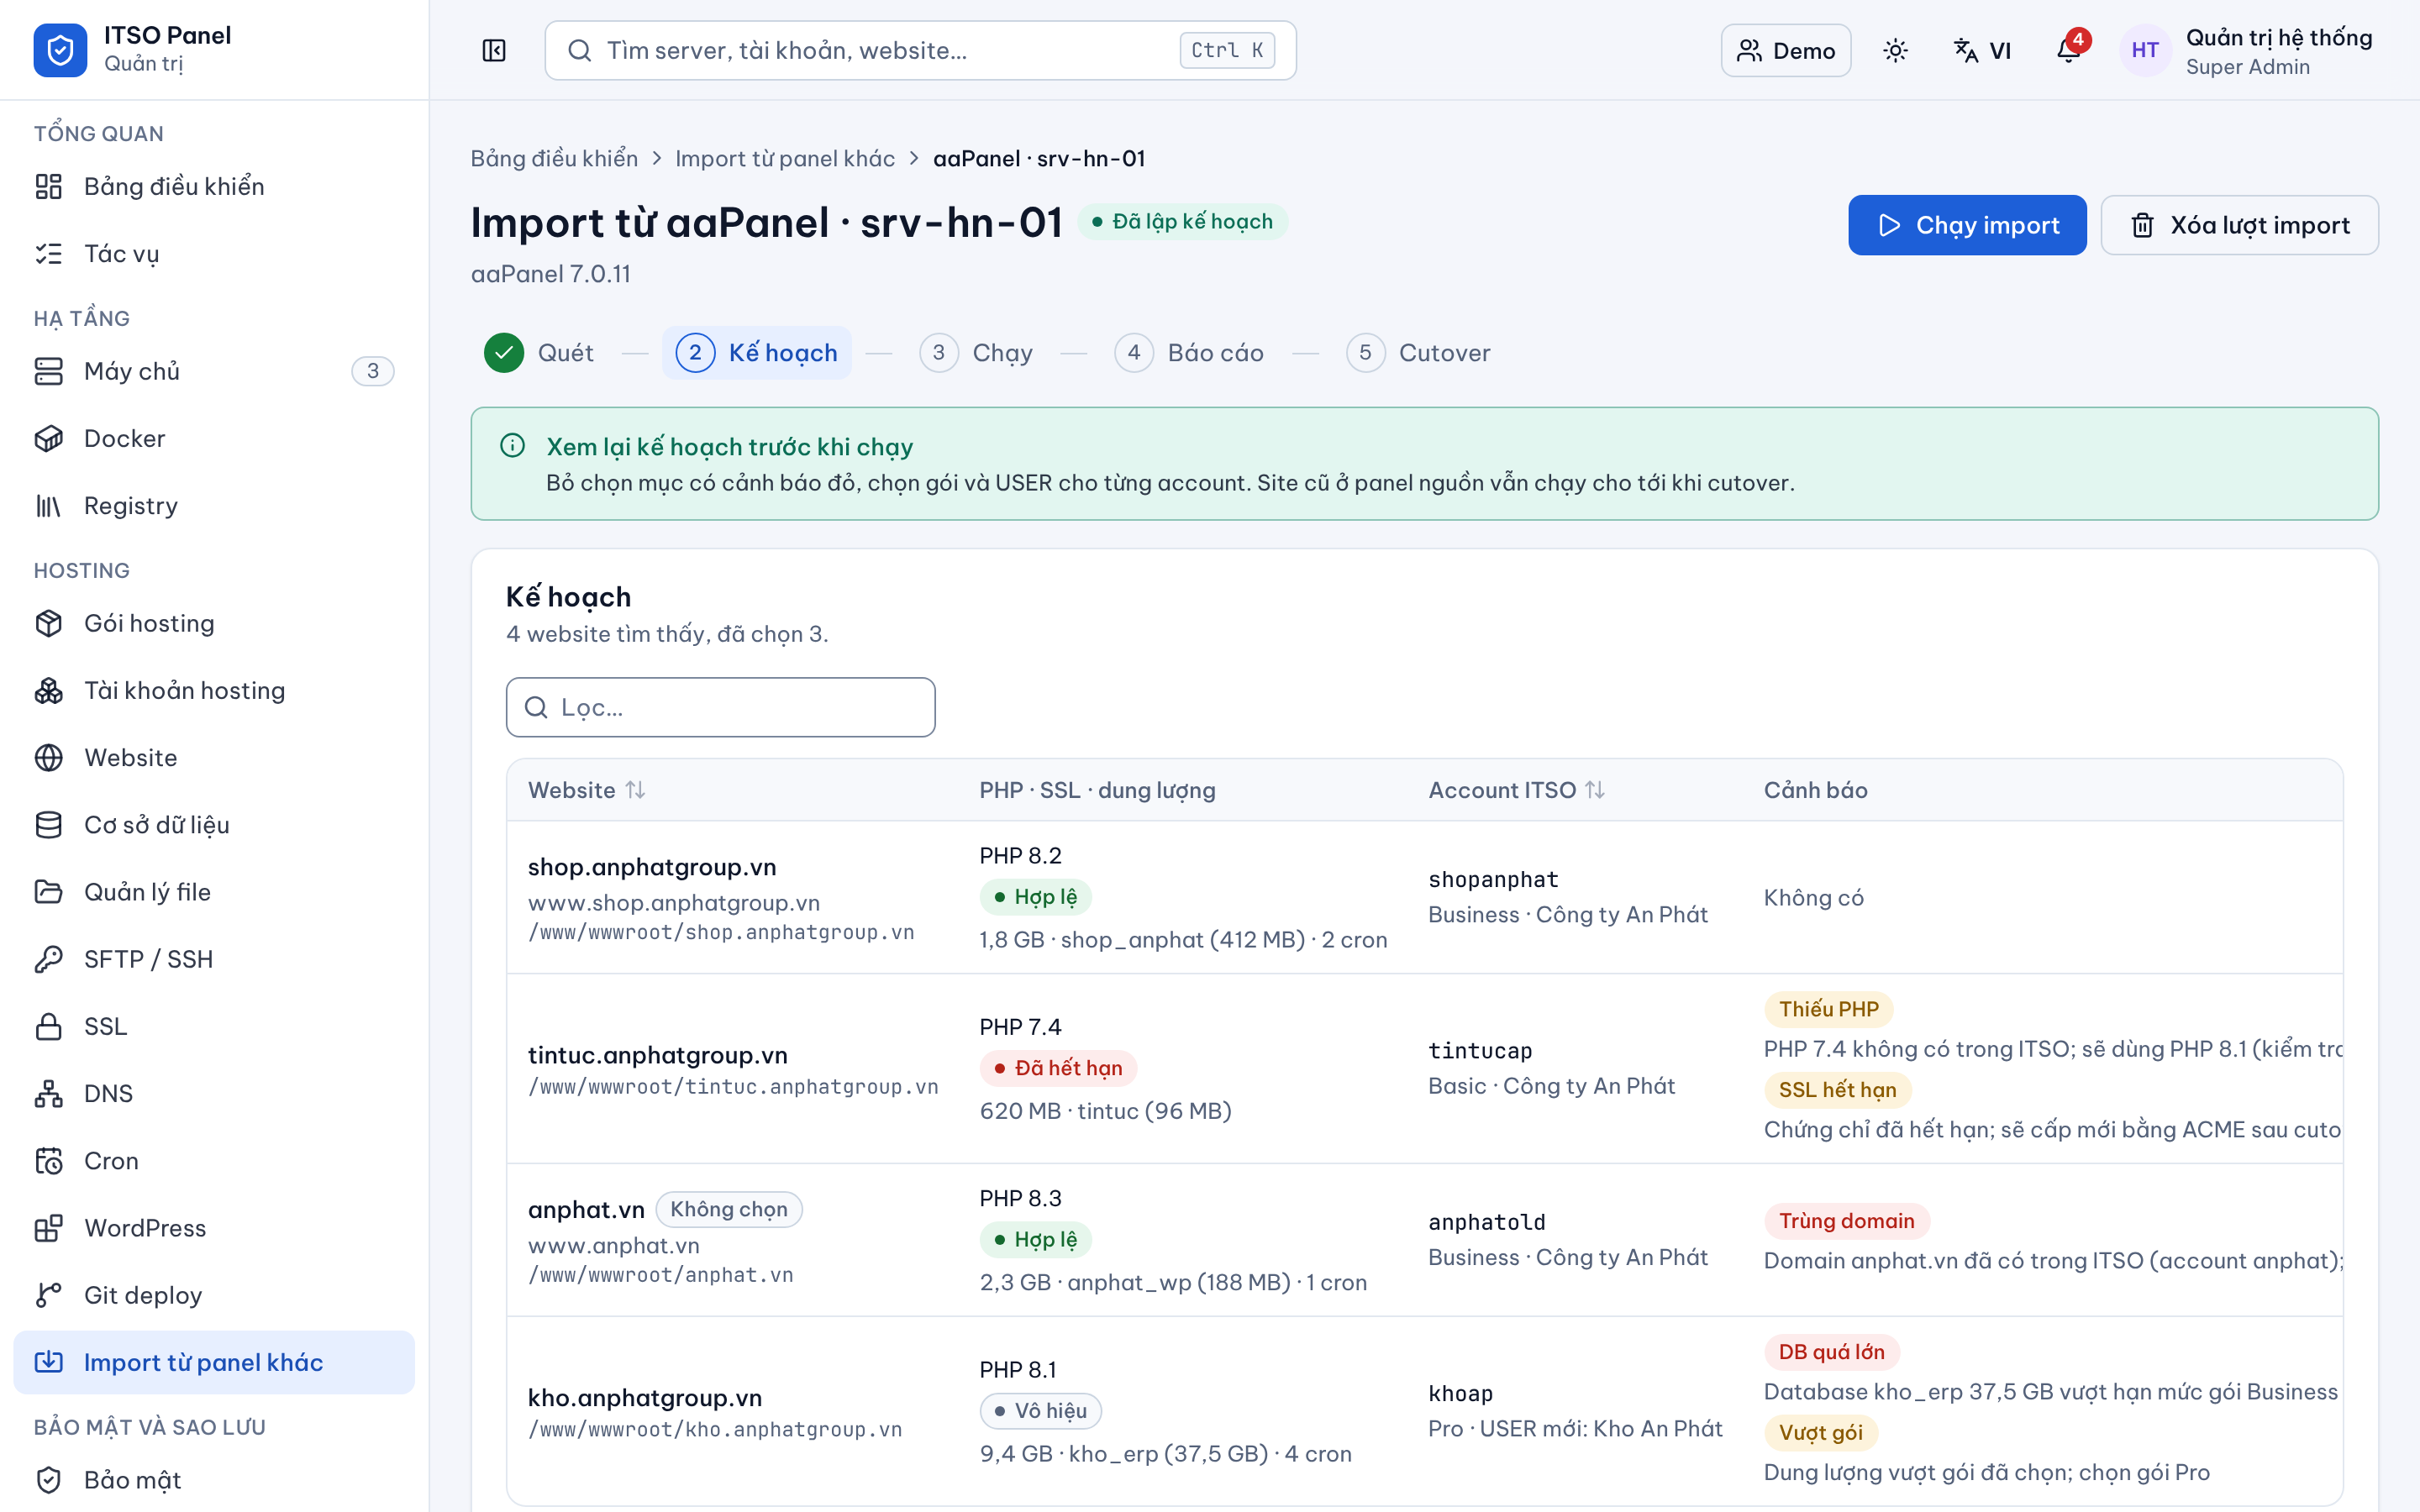 ITSO Panel
Quản trị
Tìm server, tài khoản, website...
Ctrl K
Demo
VI
4
HT
Quản trị hệ thống
Super Admin
TỔNG QUAN
Bảng điều khiển
Tác vụ
HẠ TẦNG
Máy chủ
3
Docker
Registry
HOSTING
Gói hosting
Tài khoản hosting
Website
Cơ sở dữ liệu
Quản lý file
SFTP / SSH
SSL
DNS
Cron
WordPress
Git deploy
Import từ panel khác
BẢO MẬT VÀ SAO LƯU
Bảo mật
Bảng điều khiển > Import từ panel khác > aaPanel · srv-hn-01
Import từ aaPanel · srv-hn-01
Đã lập kế hoạch
Chạy import
Xóa lượt import
aaPanel 7.0.11
Quét
2 Kế hoạch
3 Chạy
4 Báo cáo
5 Cutover
Xem lại kế hoạch trước khi chạy
Bỏ chọn mục có cảnh báo đỏ, chọn gói và USER cho từng account. Site cũ ở panel nguồn vẫn chạy cho tới khi cutover.
Kế hoạch
4 website tìm thấy, đã chọn 3.
Lọc...
Website
PHP · SSL · dung lượng
Account ITSO
Cảnh báo
shop.anphatgroup.vn
www.shop.anphatgroup.vn
/www/wwwroot/shop.anphatgroup.vn
PHP 8.2
Hợp lệ
1,8 GB · shop_anphat (412 MB) · 2 cron
shopanphat
Business · Công ty An Phát
Không có
tintuc.anphatgroup.vn
/www/wwwroot/tintuc.anphatgroup.vn
PHP 7.4
Đã hết hạn
620 MB · tintuc (96 MB)
tintucap
Basic · Công ty An Phát
Thiếu PHP
PHP 7.4 không có trong ITSO; sẽ dùng PHP 8.1 (kiểm tra
SSL hết hạn
Chứng chỉ đã hết hạn; sẽ cấp mới bằng ACME sau cuto
anphat.vn
Không chọn
www.anphat.vn
/www/wwwroot/anphat.vn
PHP 8.3
Hợp lệ
2,3 GB · anphat_wp (188 MB) · 1 cron
anphatold
Business · Công ty An Phát
Trùng domain
Domain anphat.vn đã có trong ITSO (account anphat);
kho.anphatgroup.vn
/www/wwwroot/kho.anphatgroup.vn
PHP 8.1
Vô hiệu
9,4 GB · kho_erp (37,5 GB) · 4 cron
khoap
Pro · USER mới: Kho An Phát
DB quá lớn
Database kho_erp 37,5 GB vượt hạn mức gói Business
Vượt gói
Dung lượng vượt gói đã chọn; chọn gói Pro